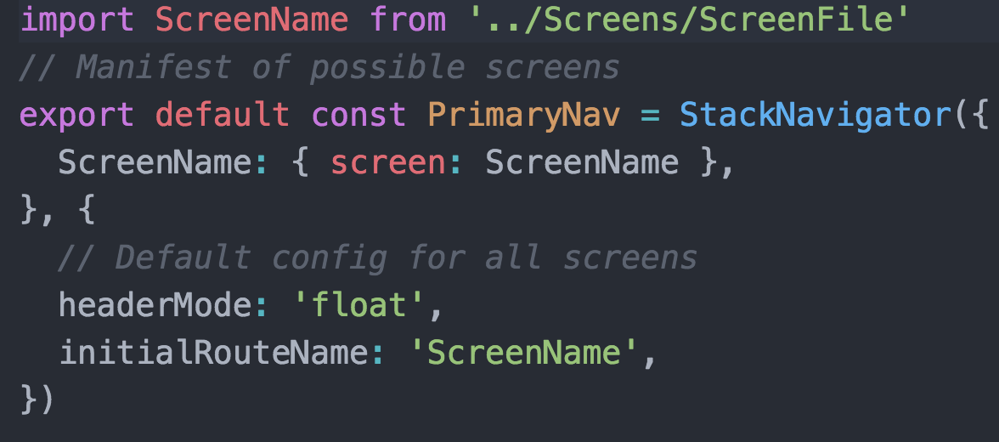 import ScreenName from '../Screens/ScreenFile'
// Manifest of possible screens
export default const PrimaryNav = StackNavigator({
  ScreenName: { screen: ScreenName },
}, {
  // Default config for all screens
  headerMode: 'float',
  initialRouteName: 'ScreenName',
})